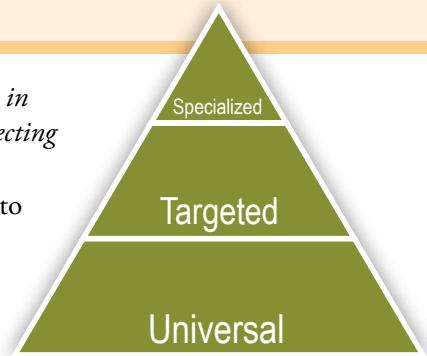 in
ecting
to
Specialized
Targeted
Universal